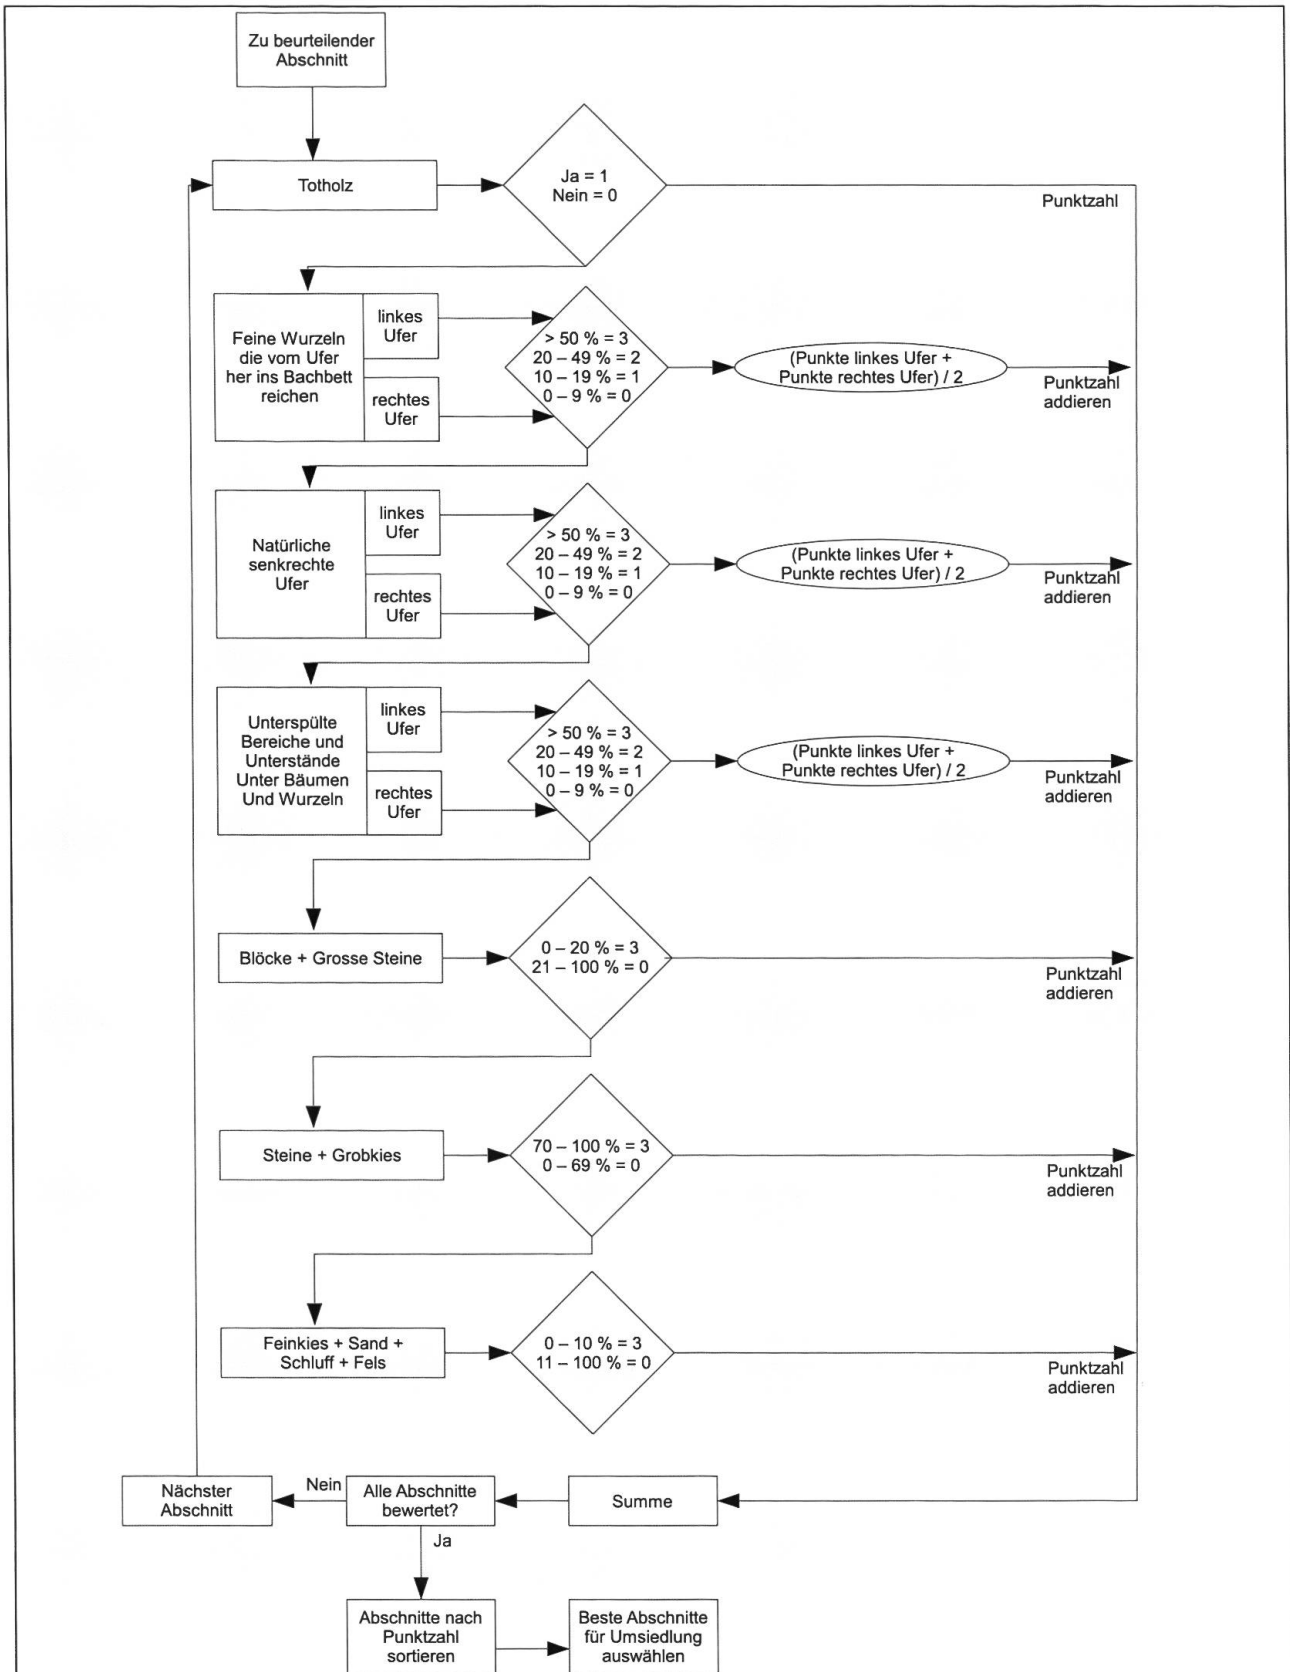 Zu beurteilender
Abschnitt
Totholz
Ja = 1
Nein = 0
Punktzahl
Feine Wurzeln
die vom Ufer
her ins Bachbett
reichen
linkes
Ufer
rechtes
Ufer
> 50 % = 3
20 – 49 % = 2
10 – 19 % = 1
0 – 9 % = 0
(Punkte linkes Ufer +
Punkte rechtes Ufer) / 2
Punktzahl
addieren
Natürliche
senkrechte
Ufer
linkes
Ufer
rechtes
Ufer
> 50 % = 3
20 – 49 % = 2
10 – 19 % = 1
0 – 9 % = 0
(Punkte linkes Ufer +
Punkte rechtes Ufer) / 2
Punktzahl
addieren
Unterspülte
Bereiche und
Unterstände
Unter Bäumen
Und Wurzeln
linkes
Ufer
rechtes
Ufer
> 50 % = 3
20 – 49 % = 2
10 – 19 % = 1
0 – 9 % = 0
(Punkte linkes Ufer +
Punkte rechtes Ufer) / 2
Punktzahl
addieren
Blöcke + Grosse Steine
0 – 20 % = 3
21 – 100 % = 0
Punktzahl
addieren
Steine + Grobkies
70 – 100 % = 3
0 – 69 % = 0
Punktzahl
addieren
Feinkies + Sand +
Schluff + Fels
0 – 10 % = 3
11 – 100 % = 0
Punktzahl
addieren
Nächster
Abschnitt
Nein
Alle Abschnitte
bewertet?
Summe
Ja
Abschnitte nach
Punktzahl
sortieren
Beste Abschnitte
für Umsiedlung
auswählen